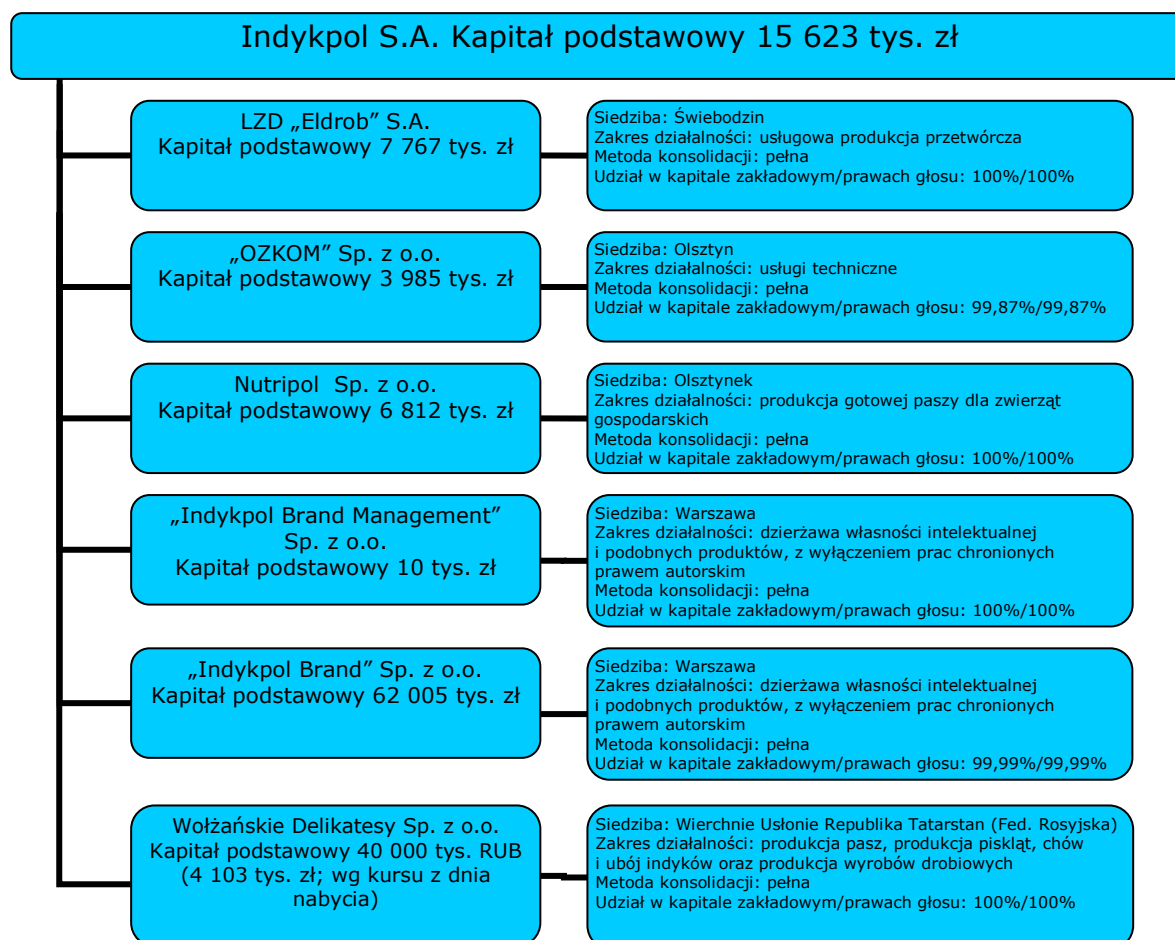 Indykpol S.A. Kapitał podstawowy 15 623 tys. zł
LZD „Eldrob” S.A.
Kapitał podstawowy 7 767 tys. zł
Siedziba: Świebodzin
Zakres działalności: usługowa produkcja przetwórcza
Metoda konsolidacji: pełna
Udział w kapitale zakładowym/prawach głosu: 100%/100%
„OZKOM” Sp. z o.o.
Kapitał podstawowy 3 985 tys. zł
Siedziba: Olsztyn
Zakres działalności: usługi techniczne
Metoda konsolidacji: pełna
Udział w kapitale zakładowym/prawach głosu: 99,87%/99,87%
Nutripol Sp. z o.o.
Kapitał podstawowy 6 812 tys. zł
Siedziba: Olsztynek
Zakres działalności: produkcja gotowej paszy dla zwierząt
gospodarskich
Metoda konsolidacji: pełna
Udział w kapitale zakładowym/prawach głosu: 100%/100%
„Indykpol Brand Management”
Sp. z o.o.
Kapitał podstawowy 10 tys. zł
Siedziba: Warszawa
Zakres działalności: dzierżawa własności intelektualnej
i podobnych produktów, z wyłączeniem prac chronionych
prawem autorskim
Metoda konsolidacji: pełna
Udział w kapitale zakładowym/prawach głosu: 100%/100%
„Indykpol Brand” Sp. z o.o.
Kapitał podstawowy 62 005 tys. zł
Siedziba: Warszawa
Zakres działalności: dzierżawa własności intelektualnej
i podobnych produktów, z wyłączeniem prac chronionych
prawem autorskim
Metoda konsolidacji: pełna
Udział w kapitale zakładowym/prawach głosu: 99,99%/99,99%
Wołżańskie Delikatesy Sp. z o.o.
Kapitał podstawowy 40 000 tys. RUB
(4 103 tys. zł; wg kursu z dnia
nabycia)
Siedziba: Wierchnie Usłonie Republika Tatarstan (Fed. Rosyjska)
Zakres działalności: produkcja pasz, produkcja piskląt, chów
i ubój indyków oraz produkcja wyrobów drobiowych
Metoda konsolidacji: pełna
Udział w kapitale zakładowym/prawach głosu: 100%/100%